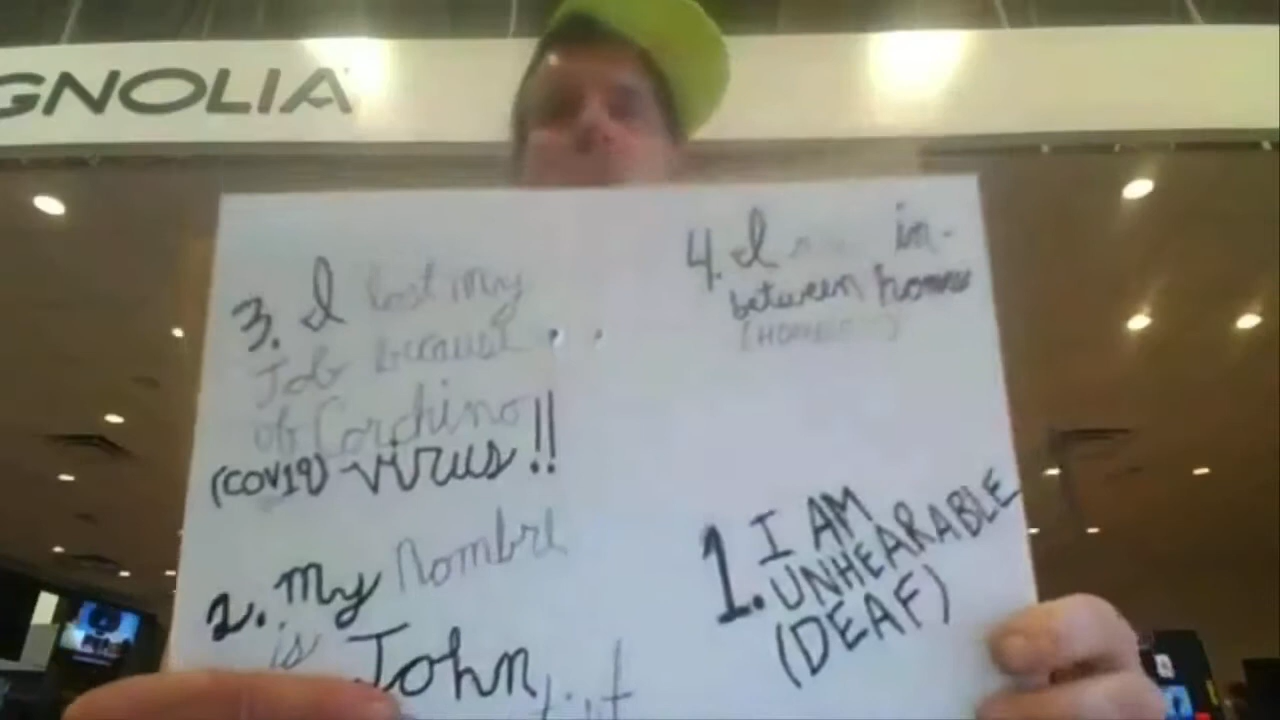 GNOLIA
3. I lost my
Job because
of Corchino
(COV19) virus!!
4. I in-
between homes
2. My Nombre
is John,
1. I AM
UNHEARABLE
(DEAF)